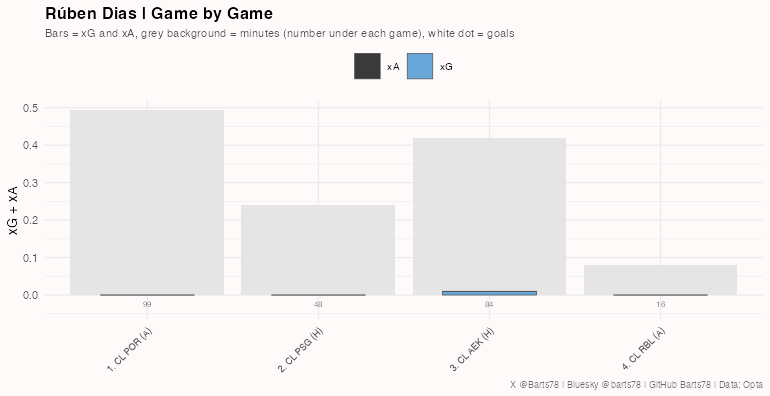 Rúben Dias | Game by Game
Bars = xG and xA, grey background = minutes (number under each game), white dot = goals
xA
xG
xG + xA
0.5
0.4
0.3
0.2
0.1
0.0
99
48
84
16
1. CL POR (A)
2. CL PSG (H)
3. CL AEK (H)
4. CL RBL (A)
X @Barts78 | Bluesky @barts78 | GitHub Barts78 | Data: Opta